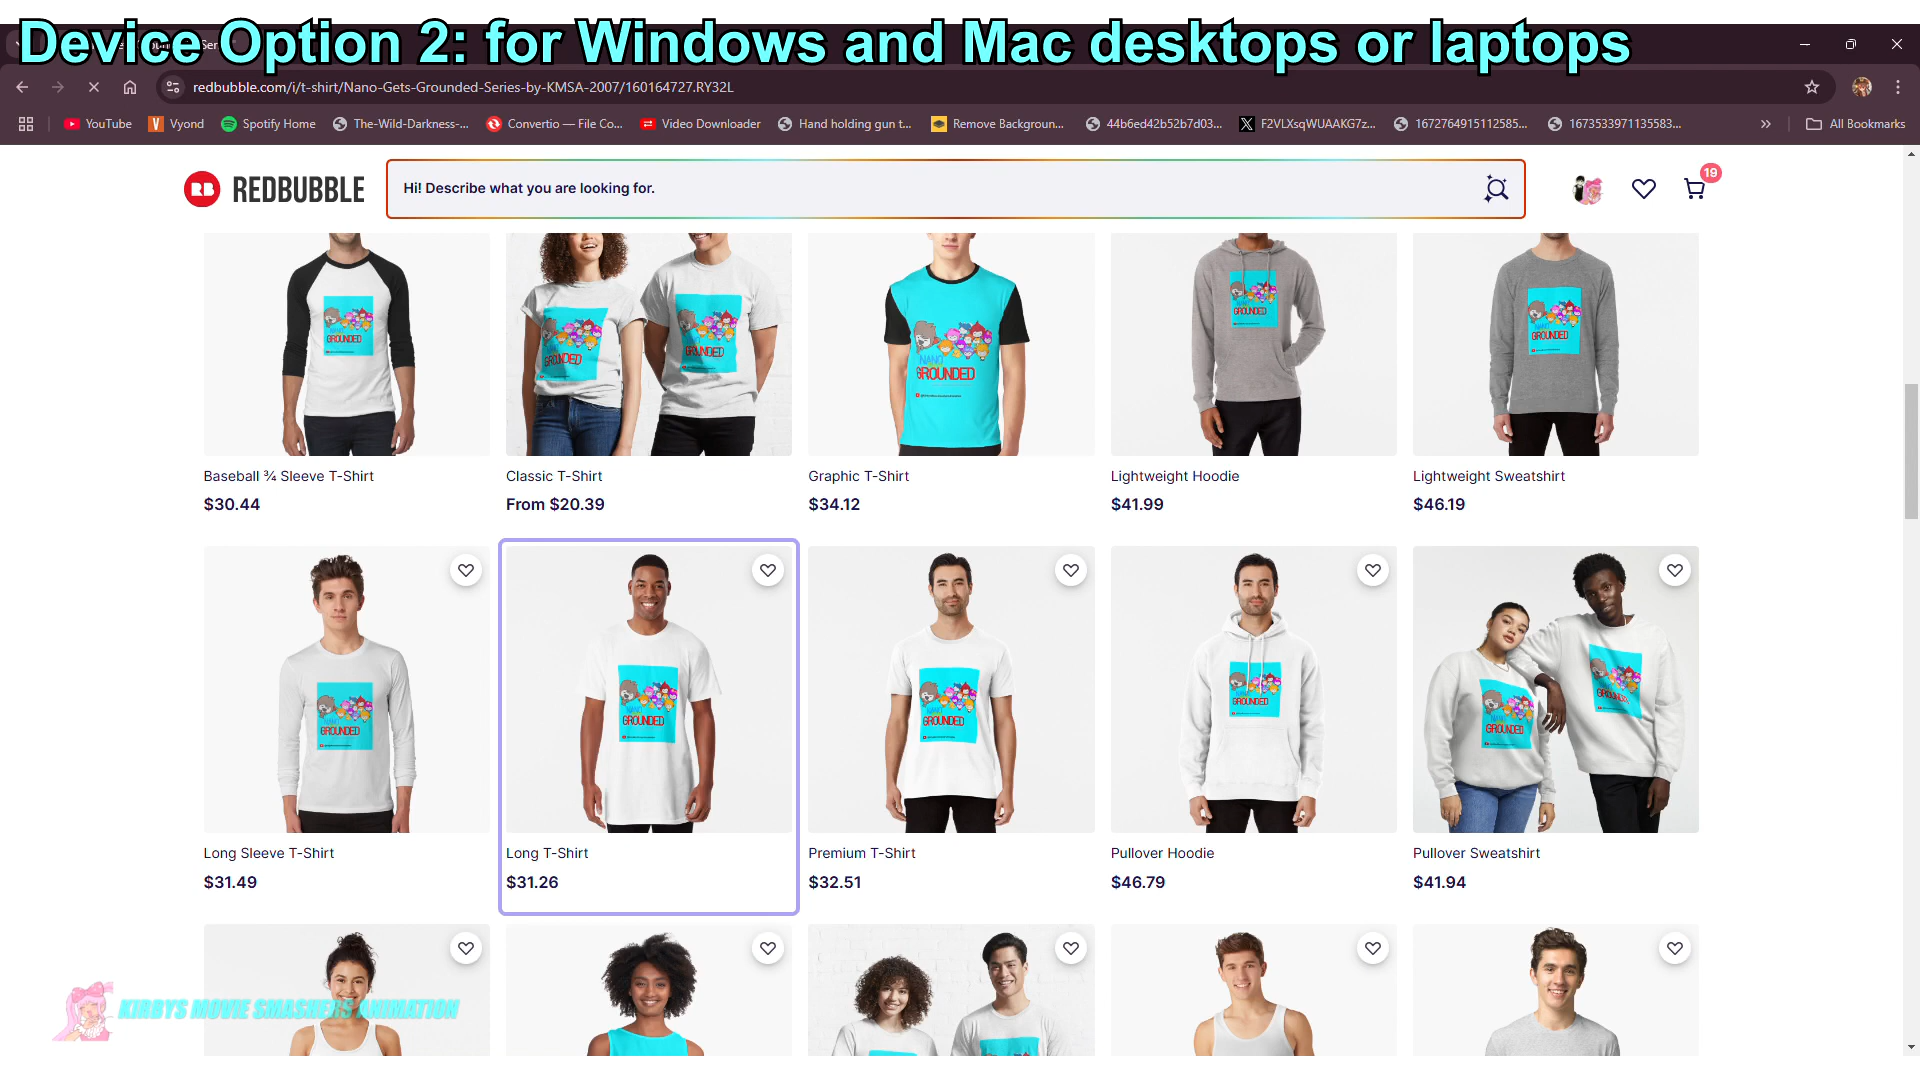 Device Option 2: for Windows and Mac desktops or laptops
redbubble.com/i/t-shirt/Nano-Gets-Grounded-Series-by-KMSA-2007/160164727.RY32L
YouTube Vyond Spotify Home The-Wild-Darkness-... Convertio — File Co... Video Downloader Hand holding gun t... Remove Backgroun... 44b6ed42b52b7d03... F2VLXsqWUAAKG7z... 1672764915112585... 1673533971135583... » All Bookmarks
RB REDBUBBLE Hi! Describe what you are looking for. 19
NANO
GROUNDED
Baseball ¾ Sleeve T-Shirt Classic T-Shirt Graphic T-Shirt Lightweight Hoodie Lightweight Sweatshirt
$30.44 From $20.39 $34.12 $41.99 $46.19
NANO
GROUNDED
Long Sleeve T-Shirt Long T-Shirt Premium T-Shirt Pullover Hoodie Pullover Sweatshirt
$31.49 $31.26 $32.51 $46.79 $41.94
KIRBYS MOVIE SMASHERS ANIMATION